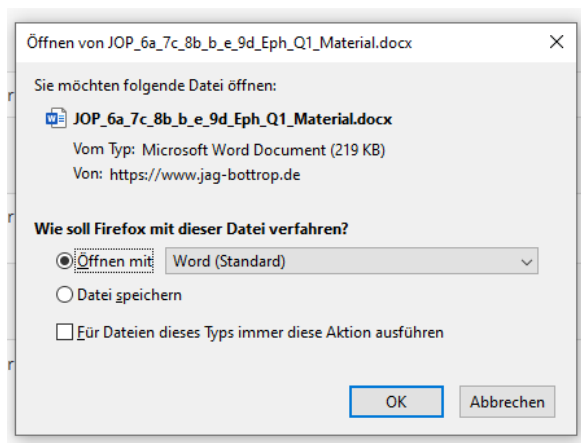 Öffnen von JOP_6a_7c_8b_b_e_9d_Eph_Q1_Material.docx
Sie möchten folgende Datei öffnen:
JOP_6a_7c_8b_b_e_9d_Eph_Q1_Material.docx
Vom Typ: Microsoft Word Document (219 KB)
Von: https://www.jag-bottrop.de
Wie soll Firefox mit dieser Datei verfahren?
Öffnen mit Word (Standard)
Datei speichern
Für Dateien dieses Typs immer diese Aktion ausführen
OK Abbrechen